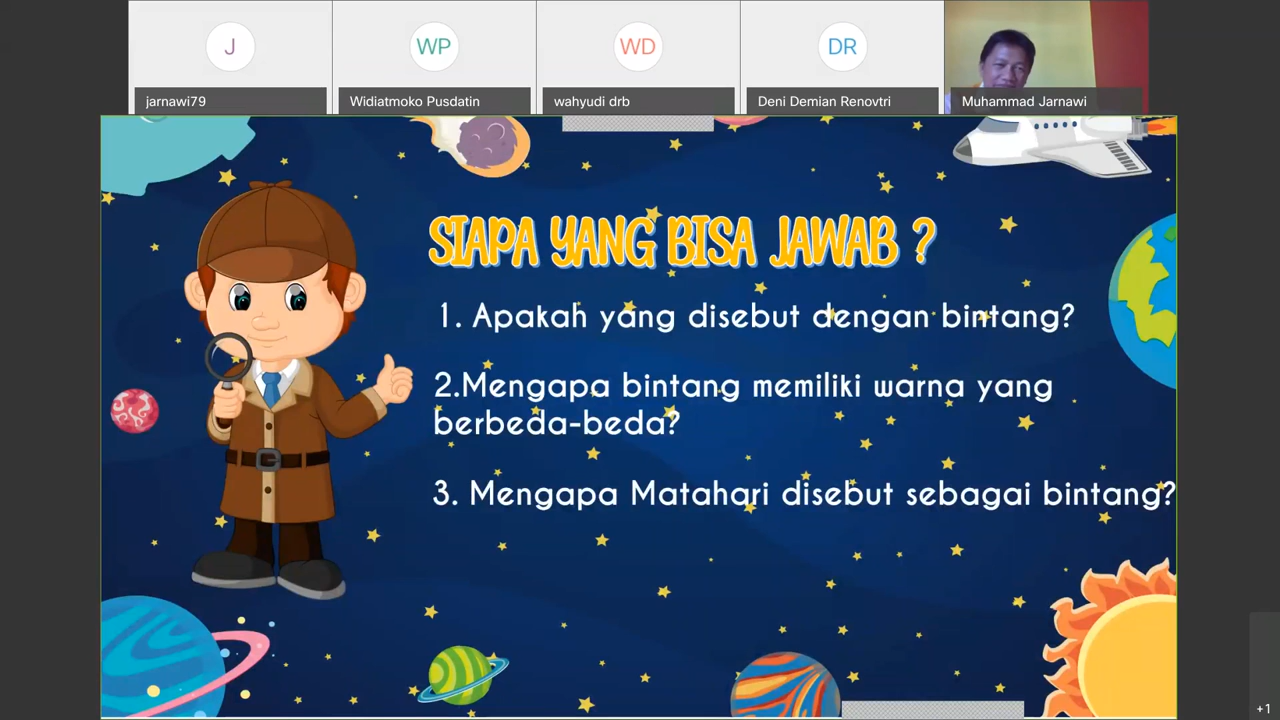 J
WP
WD
DR
jarnawi79
Widiatmoko Pusdatin
wahyudi drb
Deni Demian Renovtri
Muhammad Jarnawi
SIAPA YANG BISA JAWAB ?
1. Apakah yang disebut dengan bintang?
2.Mengapa bintang memiliki warna yang
berbeda-beda?
3. Mengapa Matahari disebut sebagai bintang?
+1